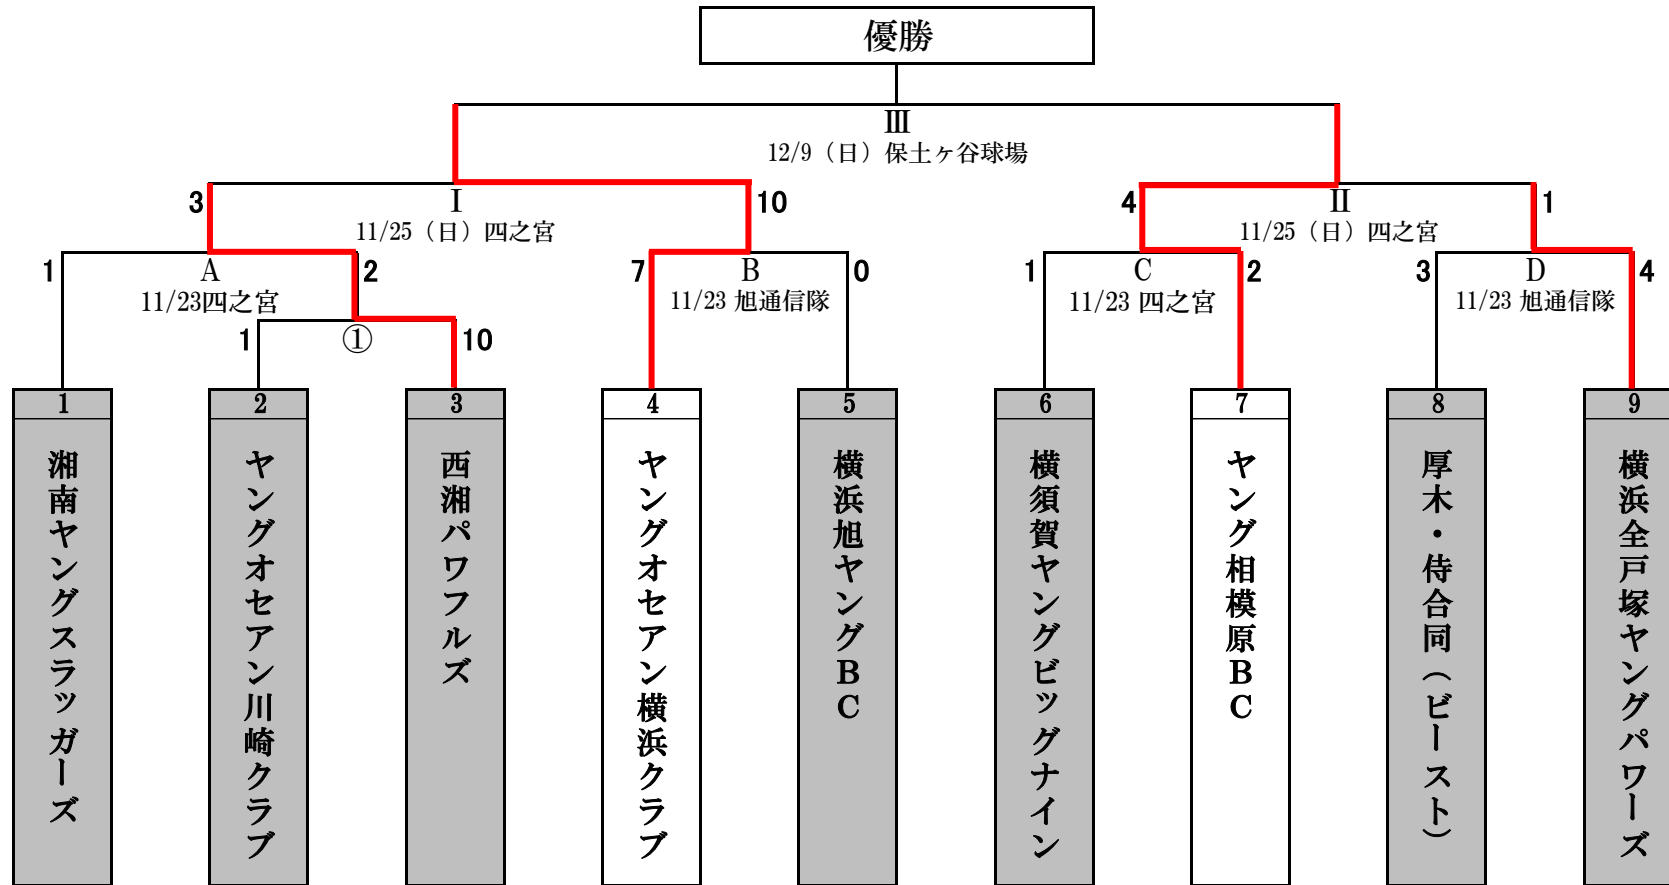 優勝
Ⅲ
12/9（日）保土ヶ谷球場
3
Ⅰ
10
4
Ⅱ
1
11/25（日）四之宮
11/25（日）四之宮
1
A
2
7
B
0
1
C
2
3
D
4
11/23四之宮
11/23 旭通信隊
11/23 四之宮
11/23 旭通信隊
1
①
10
1
2
3
4
5
6
7
8
9
湘南ヤングスラッガーズ
ヤングオセアン川崎クラブ
西湘パワフルズ
ヤングオセアン横浜クラブ
横浜旭ヤングBC
横須賀ヤングビッグナイン
ヤング相模原BC
厚木・侍合同（ビースト）
横浜全戸塚ヤングパワーズ